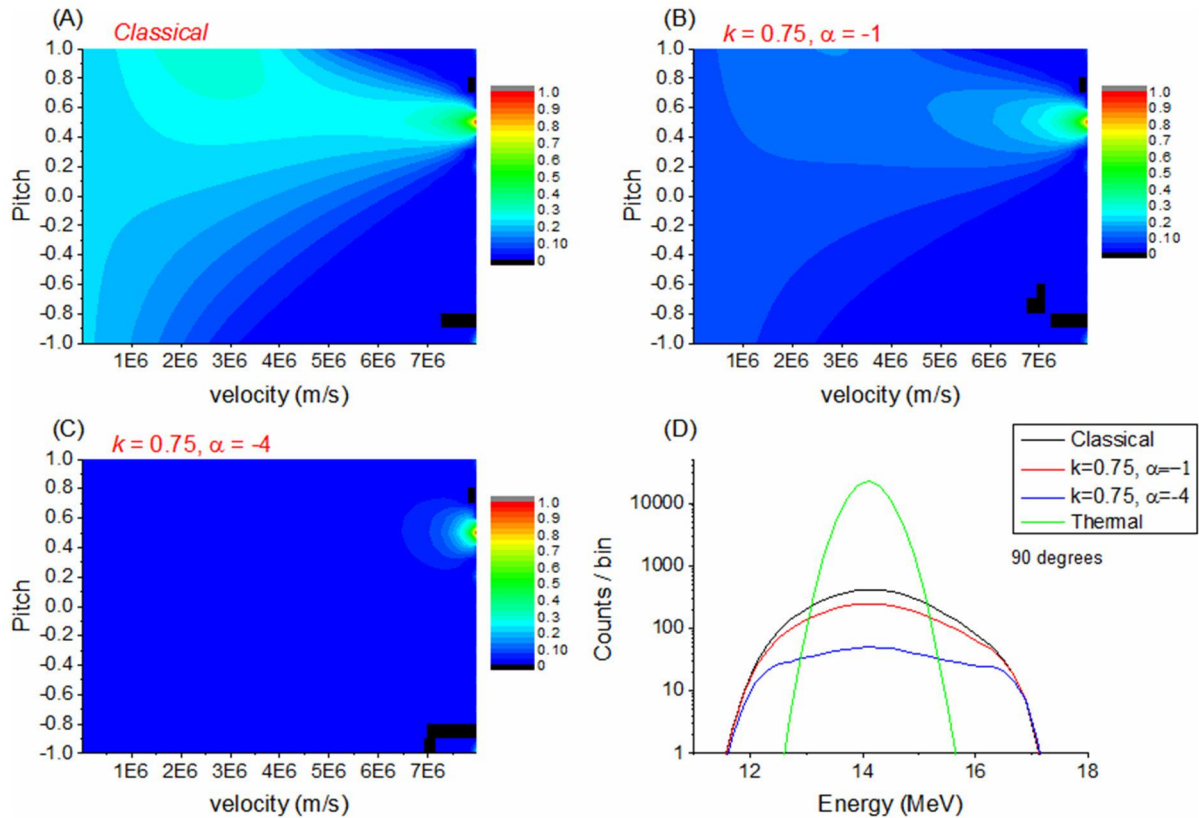 (A)
Classical
Pitch
1.0
0.8
0.6
0.4
0.2
0.0
-0.2
-0.4
-0.6
-0.8
-1.0
1E6 2E6 3E6 4E6 5E6 6E6 7E6
velocity (m/s)
1.0
0.9
0.8
0.7
0.6
0.5
0.4
0.3
0.2
0.10
0
(B)
k = 0.75, α = -1
Pitch
1.0
0.8
0.6
0.4
0.2
0.0
-0.2
-0.4
-0.6
-0.8
-1.0
1E6 2E6 3E6 4E6 5E6 6E6 7E6
velocity (m/s)
1.0
0.9
0.8
0.7
0.6
0.5
0.4
0.3
0.2
0.10
0
(C)
k = 0.75, α = -4
Pitch
1.0
0.8
0.6
0.4
0.2
0.0
-0.2
-0.4
-0.6
-0.8
-1.0
1E6 2E6 3E6 4E6 5E6 6E6 7E6
velocity (m/s)
1.0
0.9
0.8
0.7
0.6
0.5
0.4
0.3
0.2
0.10
0
(D)
Classical
k=0.75, α=-1
k=0.75, α=-4
Thermal
90 degrees
Counts / bin
10000
1000
100
10
1
12 14 16 18
Energy (MeV)